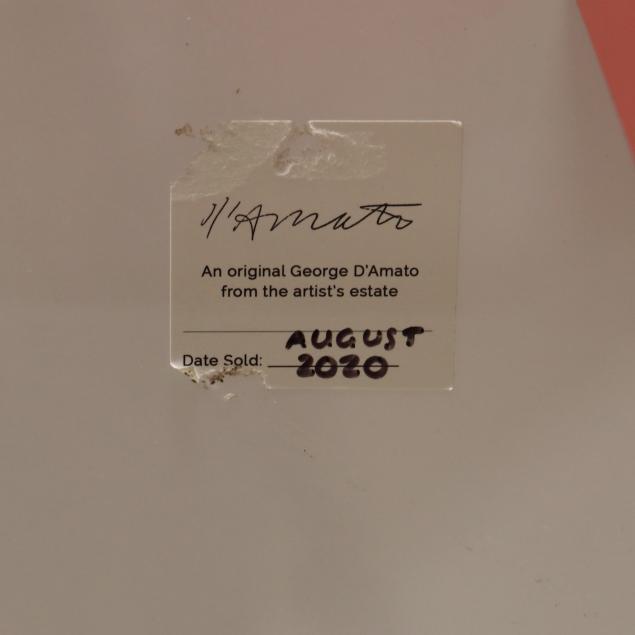 D'Amato
An original George D'Amato
from the artist's estate
AUGUST
Date Sold: 2020